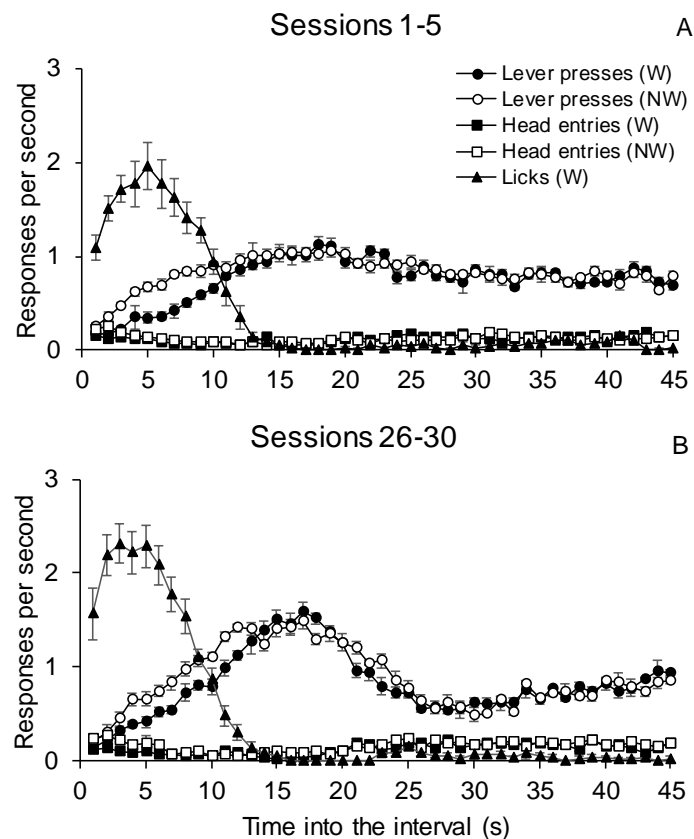 Sessions 1-5
A
Lever presses (W)
Lever presses (NW)
Head entries (W)
Head entries (NW)
Licks (W)
Responses per second
3
2
1
0
0 5 10 15 20 25 30 35 40 45
Sessions 26-30
B
Responses per second
3
2
1
0
0 5 10 15 20 25 30 35 40 45
Time into the interval (s)